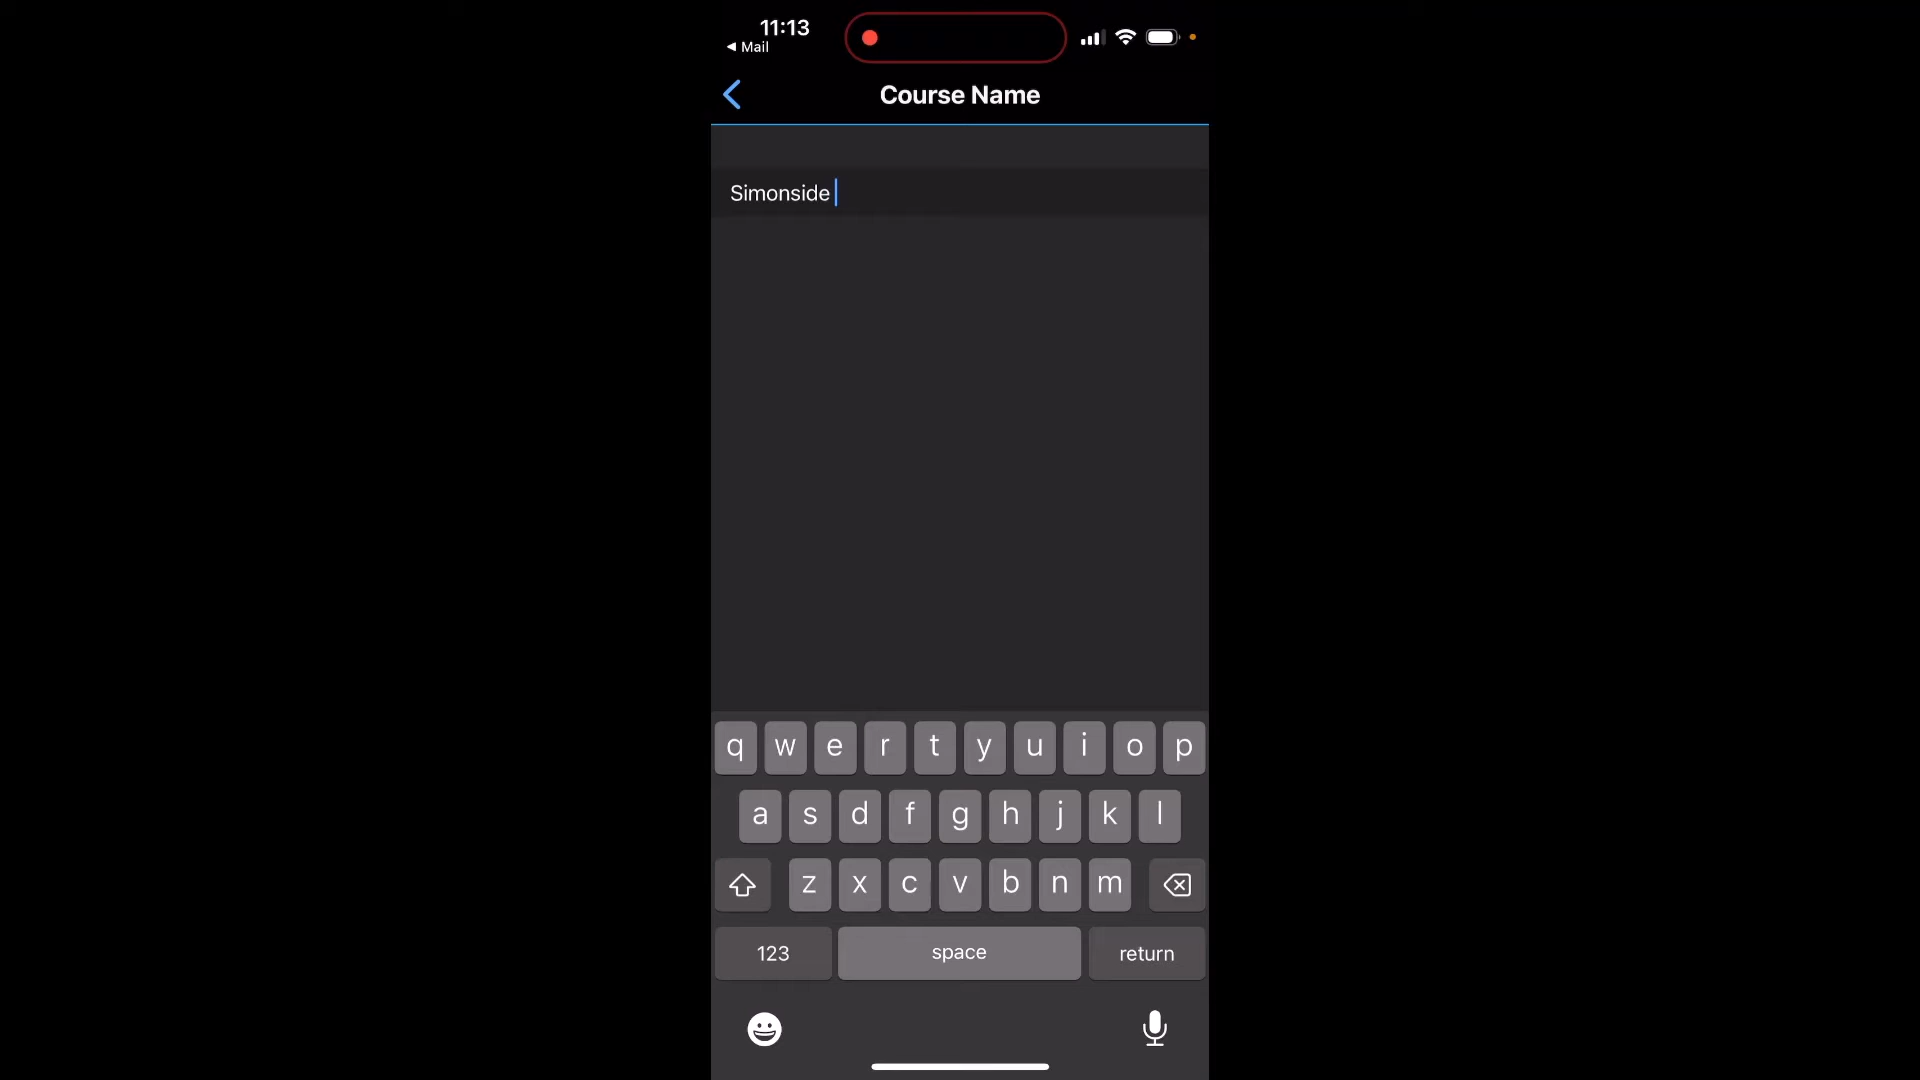 11:13
◀ Mail
Course Name
Simonside
q w e r t y u i o p
a s d f g h j k l
z x c v b n m
123 space return